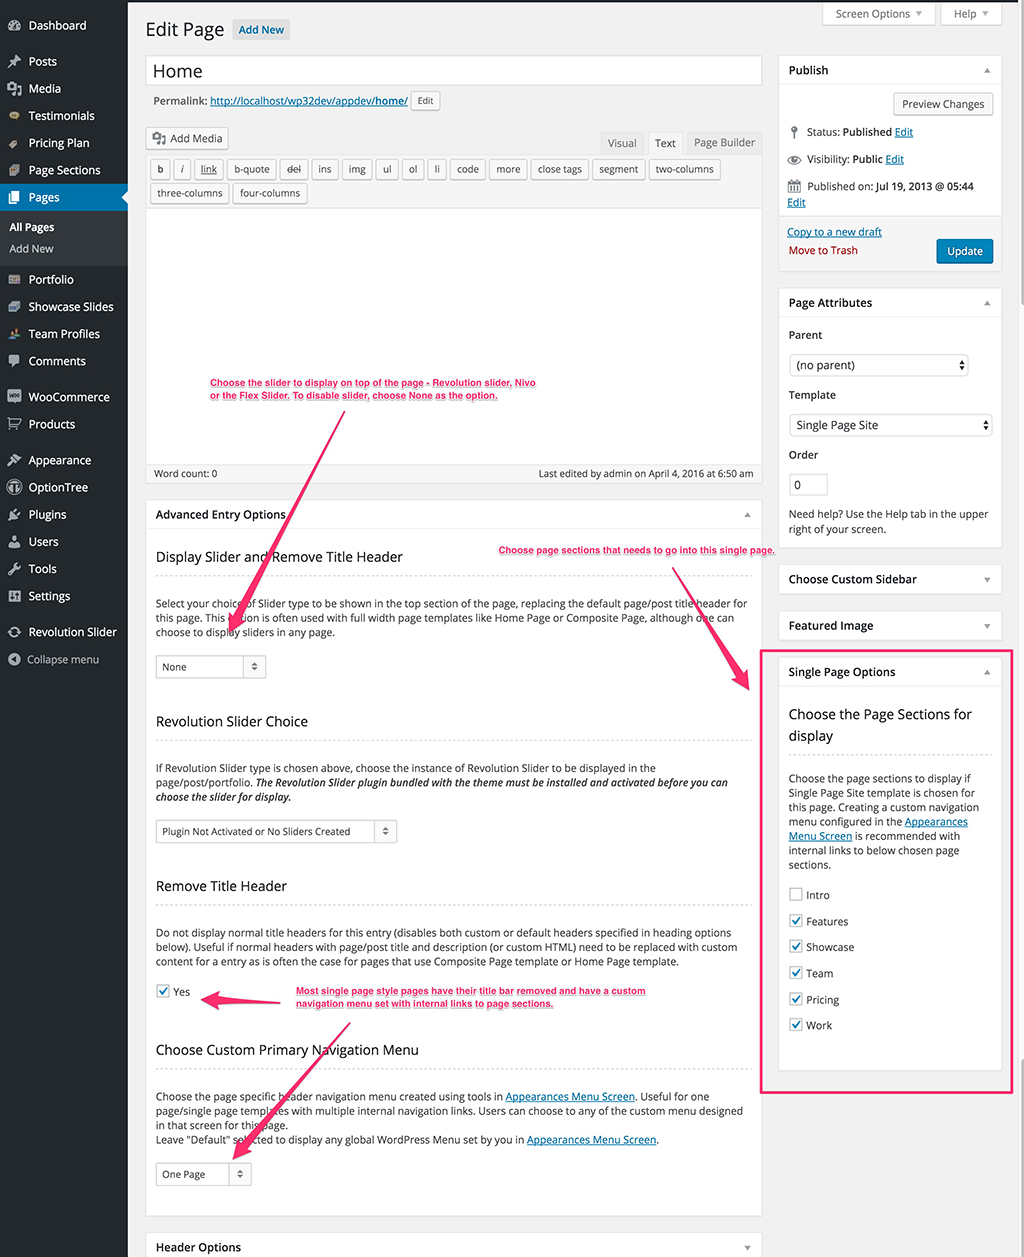 Dashboard
Posts
Media
Testimonials
Pricing Plan
Page Sections
Pages
All Pages
Add New
Portfolio
Showcase Slides
Team Profiles
Comments
WooCommerce
Products
Appearance
OptionTree
Plugins
Users
Tools
Settings
Revolution Slider
Collapse menu
Screen Options
Help
Edit Page
Add New
Home
Permalink: http://localhost/wp32dev/appdev/home/
Edit
Add Media
Visual
Text
Page Builder
b i link b-quote del ins img ul ol li code more close tags segment two-columns
three-columns four-columns
Choose the slider to display on top of the page - Revolution slider, Nivo
or the Flex Slider. To disable slider, choose None as the option.
Word count: 0
Last edited by admin on April 4, 2016 at 6:50 am
Advanced Entry Options
Display Slider and Remove Title Header
Select your choice of Slider type to be shown in the top section of the page, replacing the default page/post title header for
this page. This option is often used with full width page templates like Home Page or Composite Page, although one can
choose to display sliders in any page.
None
Revolution Slider Choice
If Revolution Slider type is chosen above, choose the instance of Revolution Slider to be displayed in the
page/post/portfolio. The Revolution Slider plugin bundled with the theme must be installed and activated before you can
choose the slider for display.
Plugin Not Activated or No Sliders Created
Remove Title Header
Do not display normal title headers for this entry (disables both custom or default headers specified in heading options
below). Useful if normal headers with page/post title and description (or custom HTML) need to be replaced with custom
content for a entry as is often the case for pages that use Composite Page template or Home Page template.
Yes
Most single page style pages have their title bar removed and have a custom
navigation menu set with internal links to page sections.
Choose Custom Primary Navigation Menu
Choose the page specific header navigation menu created using tools in Appearances Menu Screen. Useful for one
page/single page templates with multiple internal navigation links. Users can choose to any of the custom menu designed
in that screen for this page.
Leave "Default" selected to display any global WordPress Menu set by you in Appearances Menu Screen.
One Page
Header Options
Publish
Preview Changes
Status: Published Edit
Visibility: Public Edit
Published on: Jul 19, 2013 @ 05:44
Edit
Copy to a new draft
Move to Trash
Update
Page Attributes
Parent
(no parent)
Template
Single Page Site
Order
0
Need help? Use the Help tab in the upper
right of your screen.
Choose page sections that needs to go into this single page.
Choose Custom Sidebar
Featured Image
Single Page Options
Choose the Page Sections for
display
Choose the page sections to display if
Single Page Site template is chosen for
this page. Creating a custom navigation
menu configured in the Appearances
Menu Screen is recommended with
internal links to below chosen page
sections.
Intro
Features
Showcase
Team
Pricing
Work